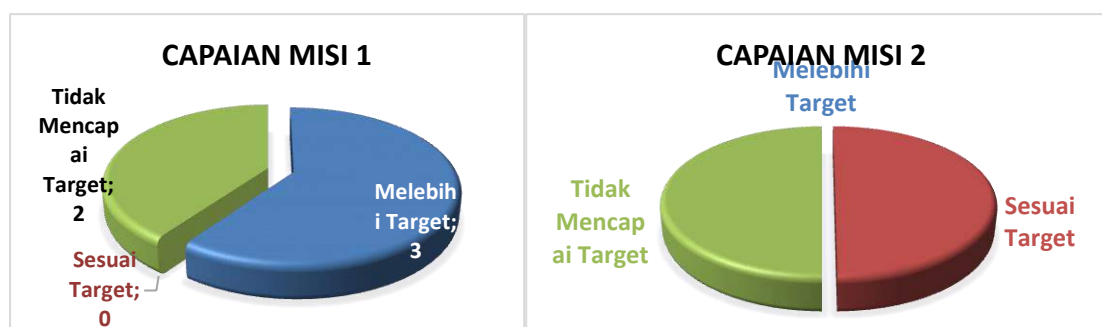 CAPAIAN MISI 1
Tidak
Mencap
ai
Target;
2
Melebih
i Target;
3
Sesuai
Target;
0
CAPAIAN MISI 2
Melebihi
Target
Tidak
Mencap
ai Target
Sesuai
Target